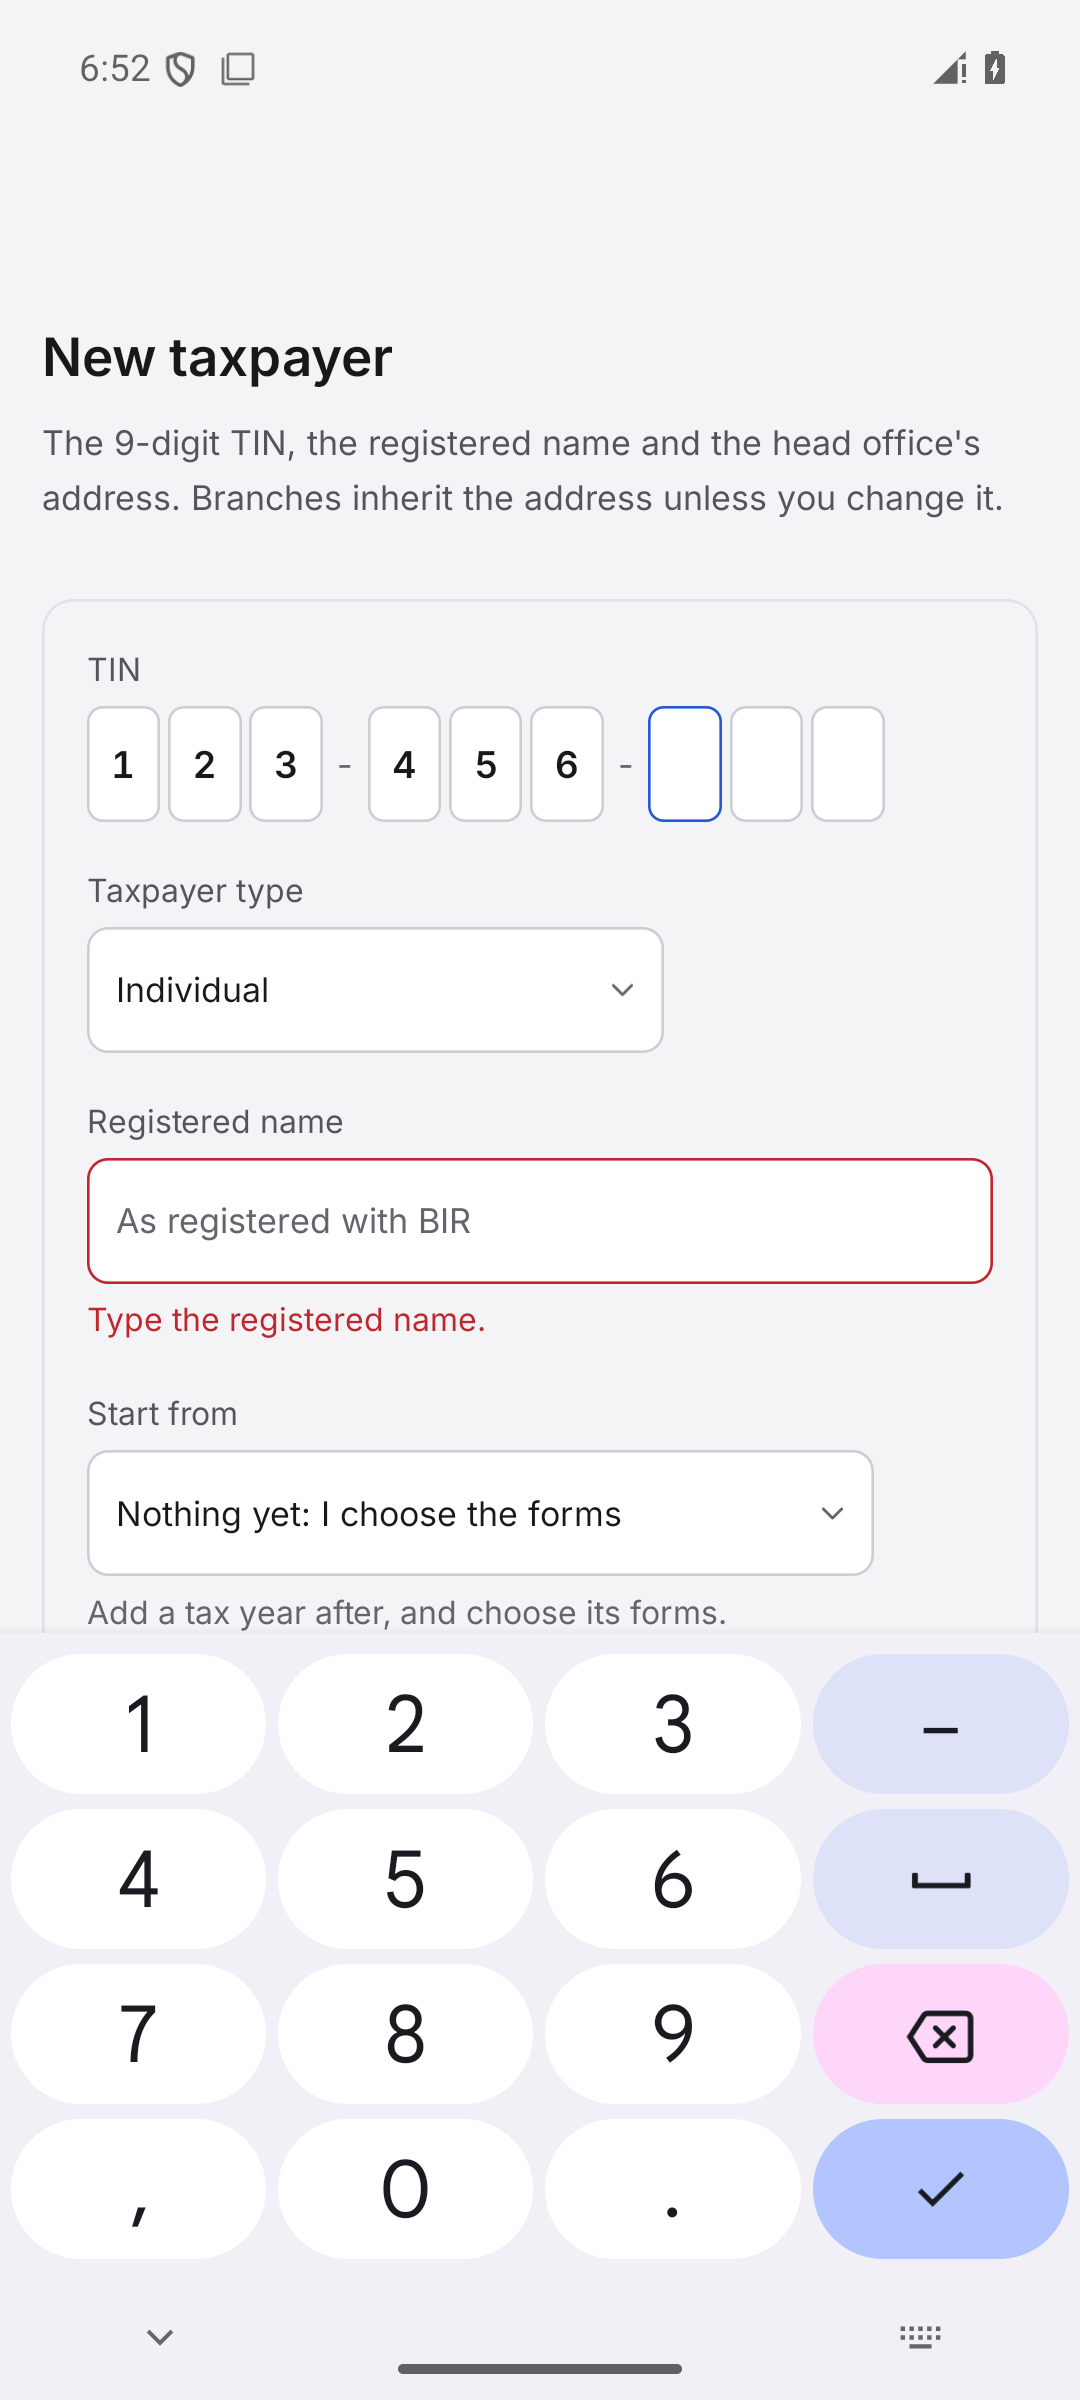 6:52
New taxpayer
The 9-digit TIN, the registered name and the head office's
address. Branches inherit the address unless you change it.
TIN
1 2 3 - 4 5 6 -
Taxpayer type
Individual
Registered name
As registered with BIR
Type the registered name.
Start from
Nothing yet: I choose the forms
Add a tax year after, and choose its forms.
1 2 3 –
4 5 6
7 8 9
, 0 .